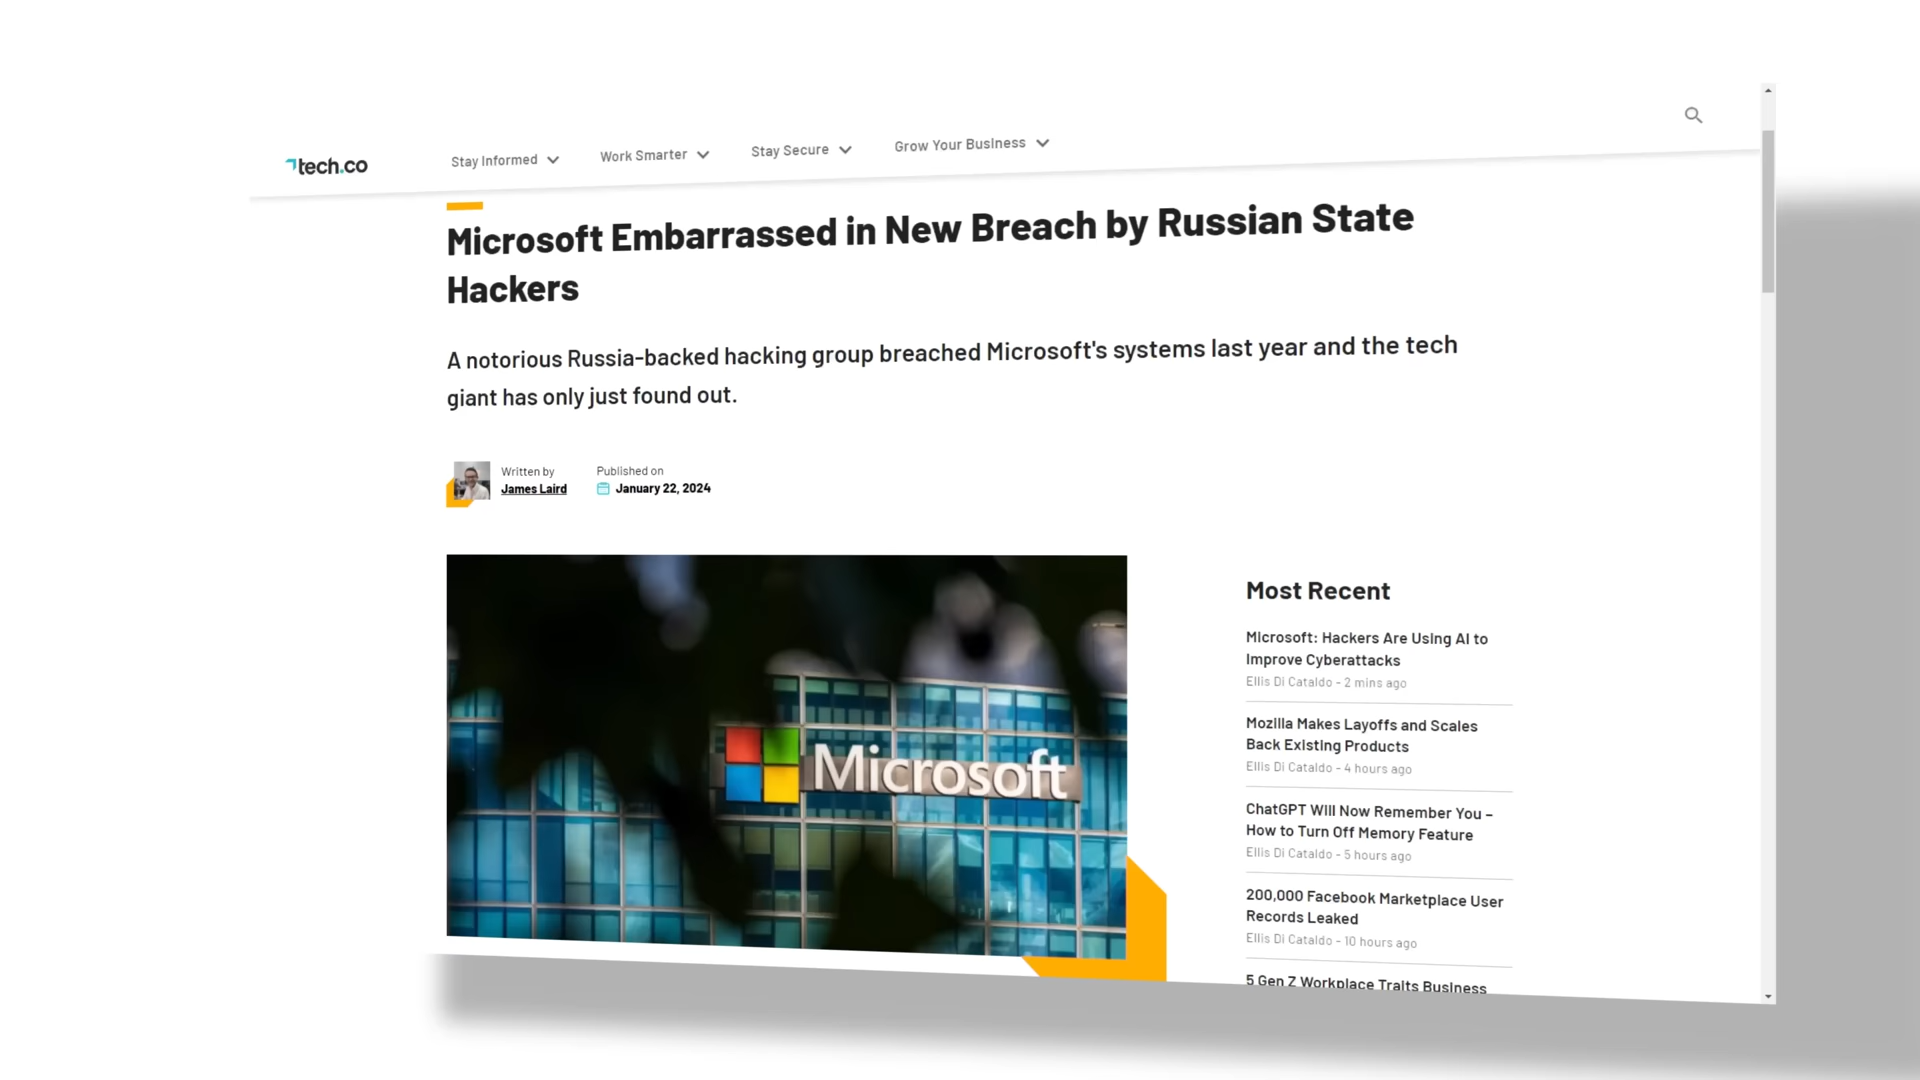 tech.co
Stay Informed
Work Smarter
Stay Secure
Grow Your Business
Microsoft Embarrassed in New Breach by Russian State
Hackers
A notorious Russia-backed hacking group breached Microsoft's systems last year and the tech
giant has only just found out.
Written by
James Laird
Published on
January 22, 2024
Microsoft
Most Recent
Microsoft: Hackers Are Using AI to
Improve Cyberattacks
Ellis Di Cataldo - 2 mins ago
Mozilla Makes Layoffs and Scales
Back Existing Products
Ellis Di Cataldo - 4 hours ago
ChatGPT Will Now Remember You –
How to Turn Off Memory Feature
Ellis Di Cataldo - 5 hours ago
200,000 Facebook Marketplace User
Records Leaked
Ellis Di Cataldo - 10 hours ago
5 Gen Z Workplace Traits Business